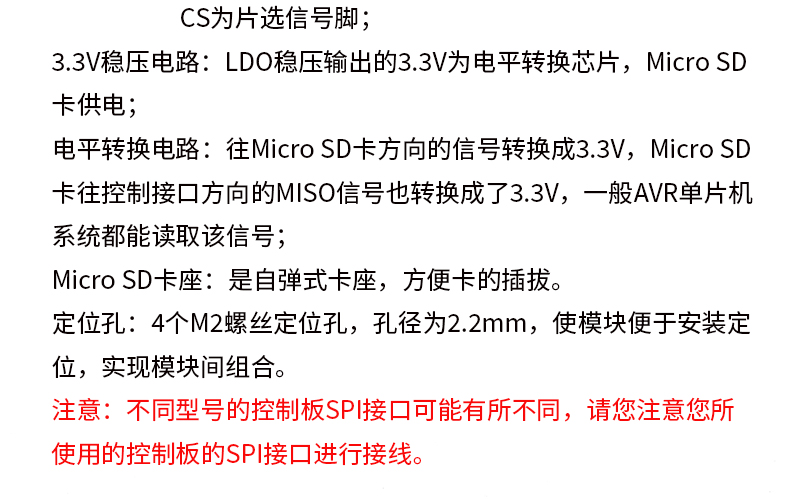 CS为片选信号脚；
3.3V稳压电路：LDO稳压输出的3.3V为电平转换芯片，Micro SD
卡供电；
电平转换电路：往Micro SD卡方向的信号转换成3.3V，Micro SD
卡往控制接口方向的MISO信号也转换成了3.3V，一般AVR单片机
系统都能读取该信号；
Micro SD卡座：是自弹式卡座，方便卡的插拔。
定位孔：4个M2螺丝定位孔，孔径为2.2mm，使模块便于安装定
位，实现模块间组合。
注意：不同型号的控制板SPI接口可能有所不同，请您注意您所
使用的控制板的SPI接口进行接线。